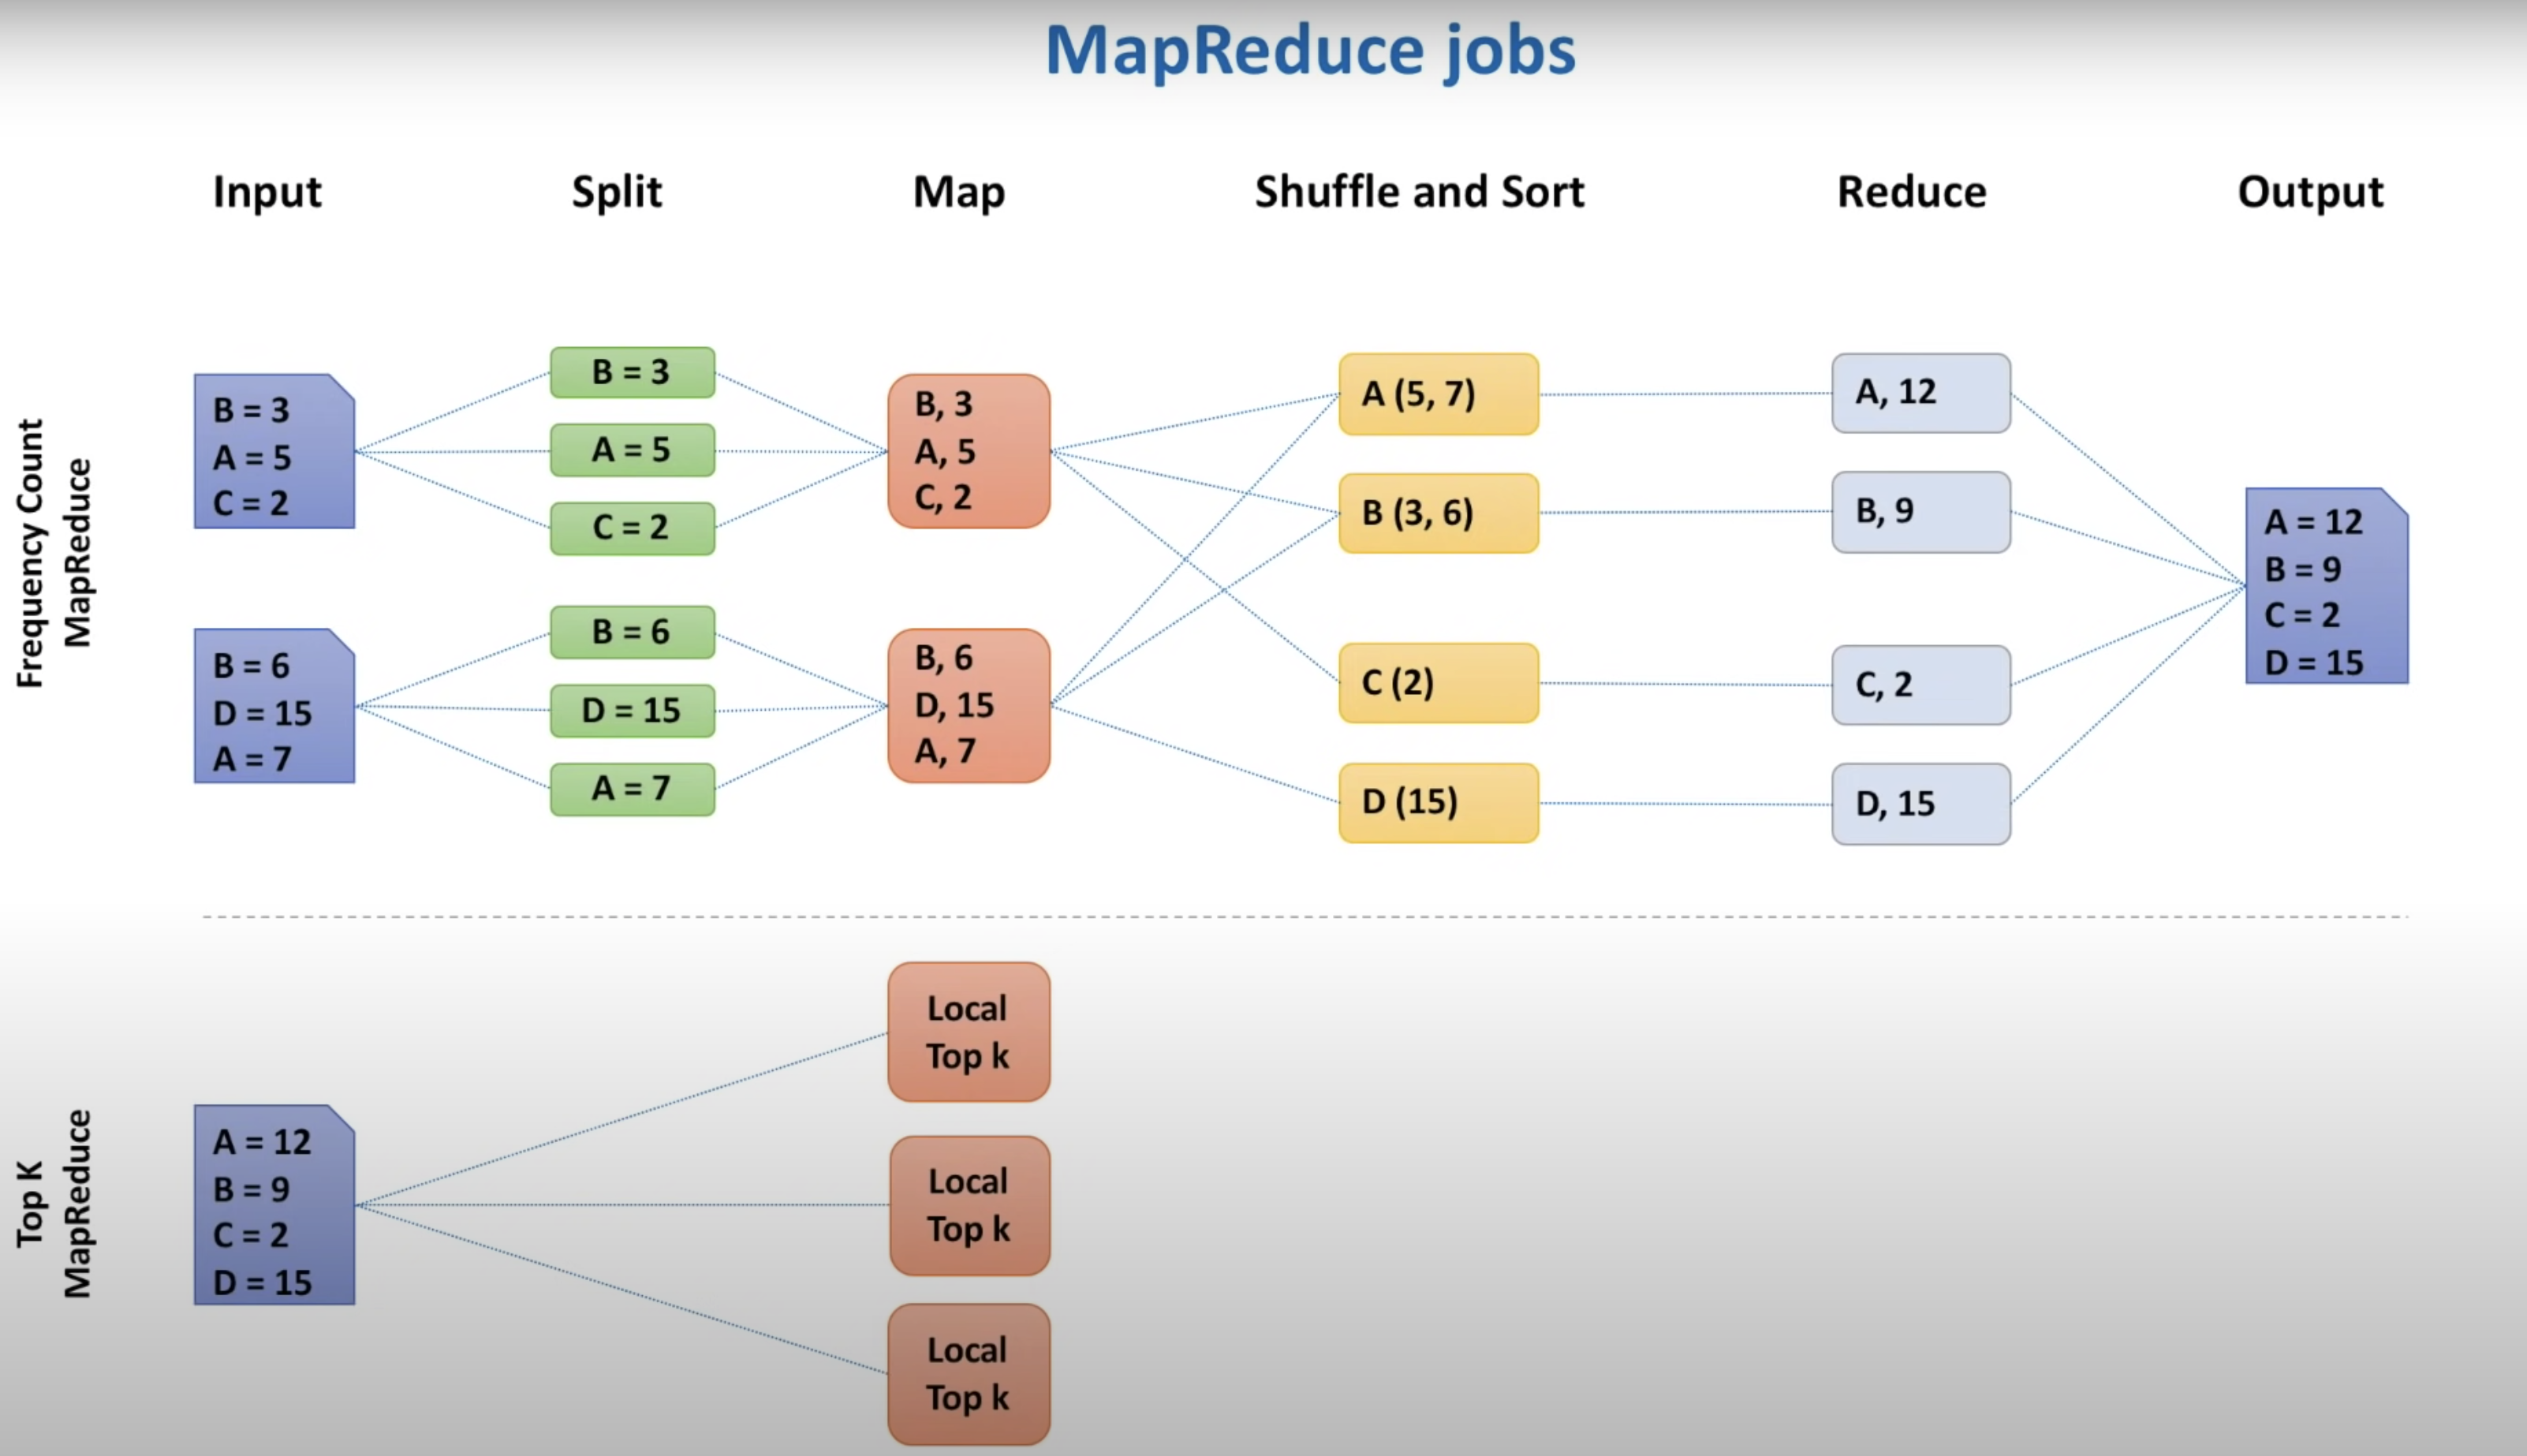 MapReduce jobs
Input
Split
Map
Shuffle and Sort
Reduce
Output
Frequency Count
MapReduce
B = 3
A = 5
C = 2
B = 6
D = 15
A = 7
B = 3
A = 5
C = 2
B = 6
D = 15
A = 7
B, 3
A, 5
C, 2
B, 6
D, 15
A, 7
A (5, 7)
B (3, 6)
C (2)
D (15)
A, 12
B, 9
C, 2
D, 15
A = 12
B = 9
C = 2
D = 15
Top K
MapReduce
A = 12
B = 9
C = 2
D = 15
Local
Top k
Local
Top k
Local
Top k